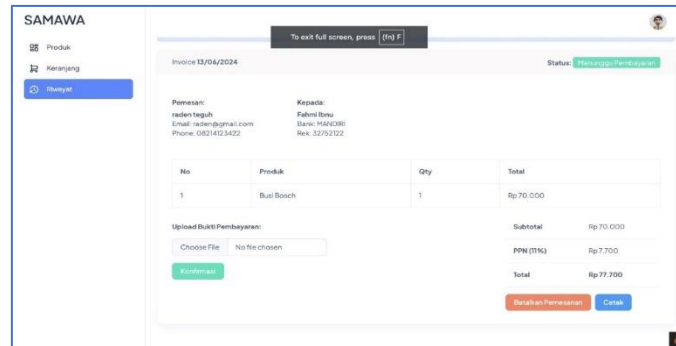 SAMAWA
To exit full screen, press (fn) F
Produk
Keranjang
Riwayat
Invoice 13/06/2024
Status: Menunggu Pembayaran
Pemesan:
raden teguh
Email: raden@gmail.com
Phone: 08214123422
Kepada:
Fahmi Ibnu
Bank: MANDIRI
Rek: 32752122
No Produk Qty Total
1 Busi Bosch 1 Rp 70.000
Upload Bukti Pembayaran:
Choose File No file chosen
Konfirmasi
Subtotal Rp 70.000
PPN (11%) Rp 7.700
Total Rp 77.700
Batalkan Pemesanan Cetak